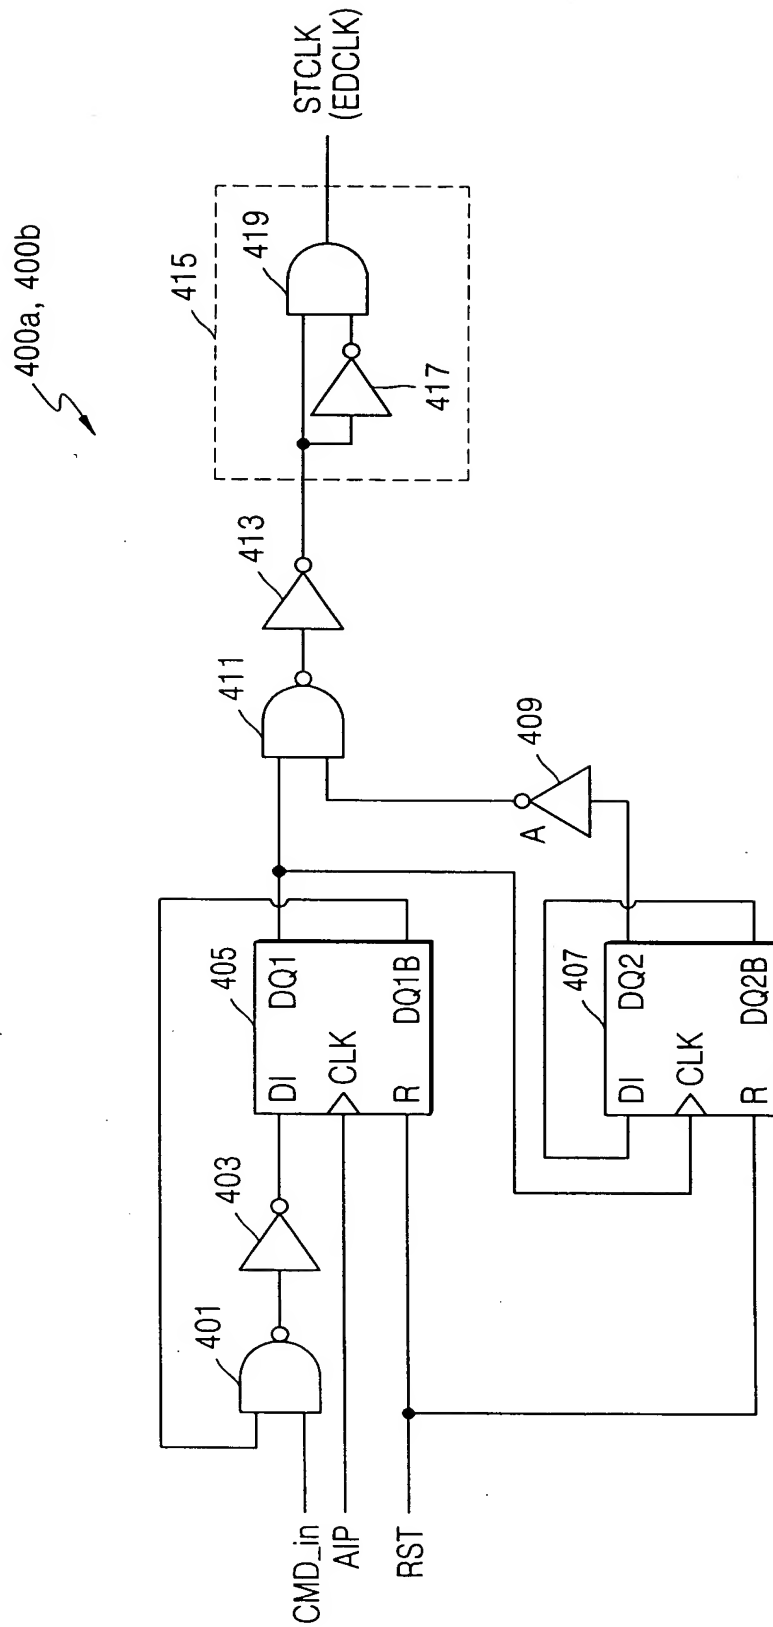 400a, 400b
STCLK
(EDCLK)
415
419
417
413
411
409
A
405
DI
DQ1
CLK
R
DQ1B
407
DI
DQ2
CLK
R
DQ2B
403
401
CMD_in
AIP
RST